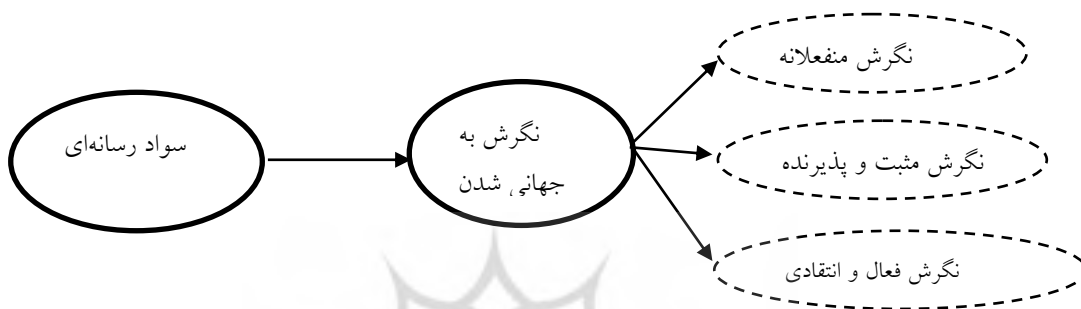 سواد رسانه‌ای
نگرش به
جهانی شدن
نگرش منفعلانه
نگرش مثبت و پذیرنده
نگرش فعال و انتقادی